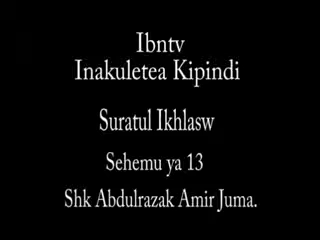 Ibntv
Inakuletea Kipindi
Suratul Ikhlasw
Sehemu ya 13
Shk Abdulrazak Amir Juma.